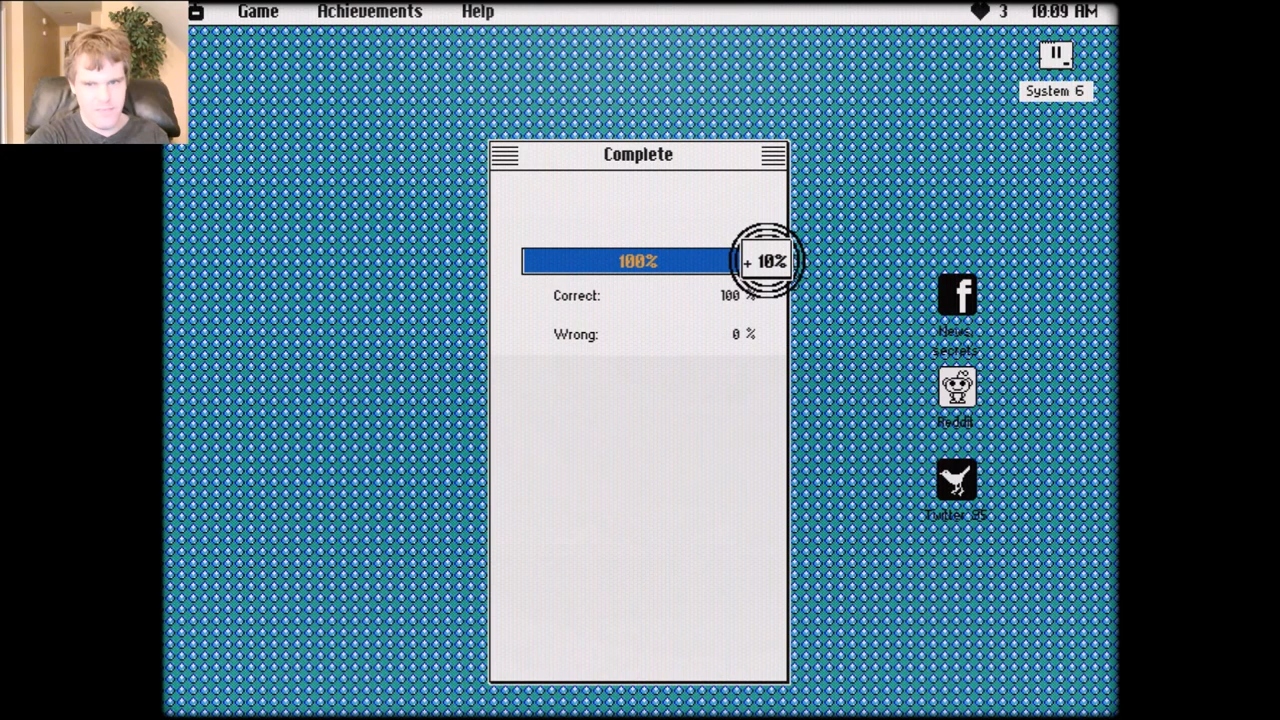 Game Achievements Help 3 10:09 AM
System 6
Complete
100% + 10%
Correct: 100 %
Wrong: 0 %
News,
secrets
Reddit
Twitter 95